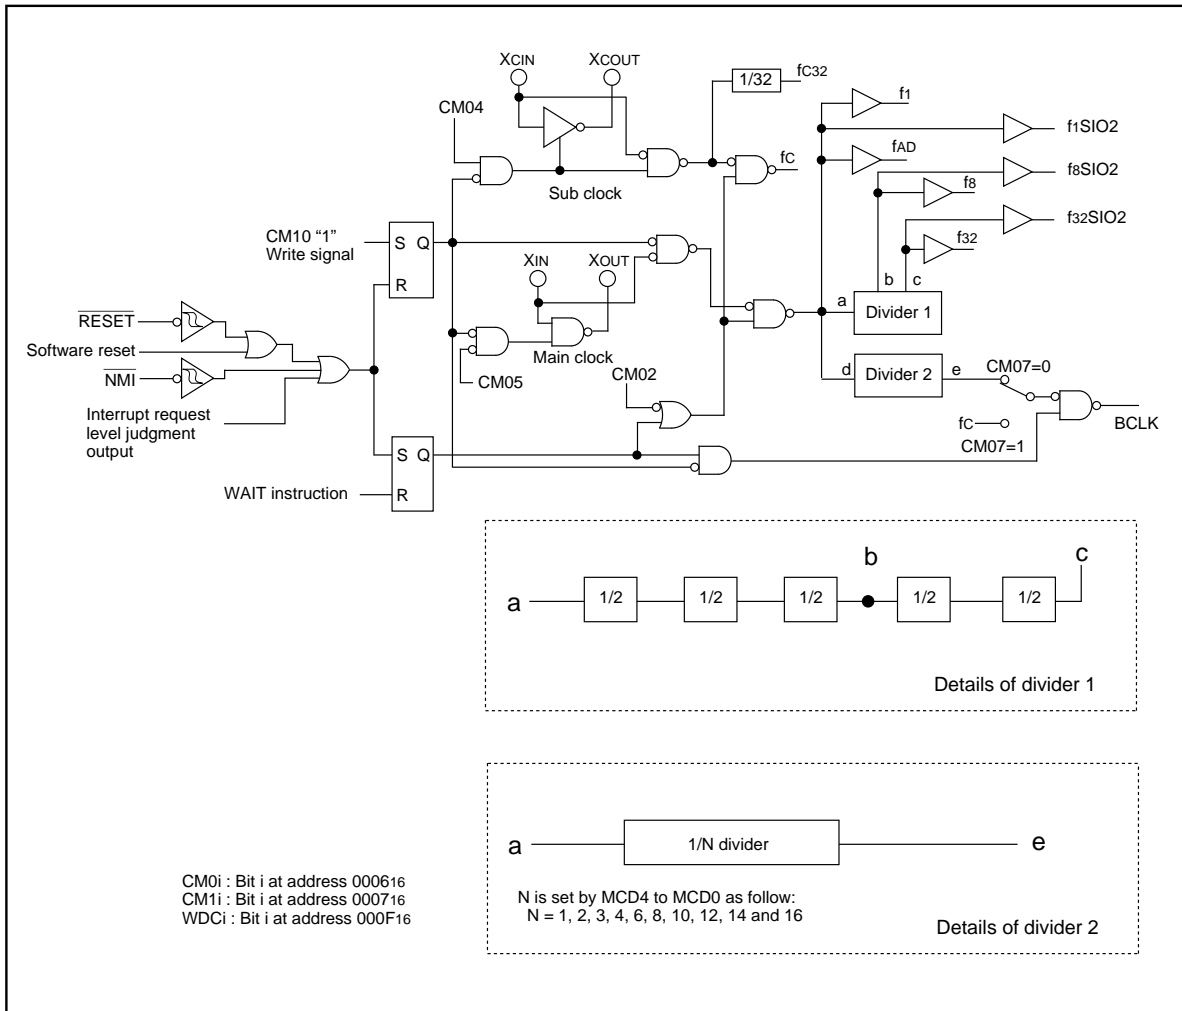 XCIN
XCOUT
1/32
fC32
f1
CM04
f1SIO2
fAD
fC
f8SIO2
Sub clock
f8
f32SIO2
CM10 “1”
Write signal
S Q
R
XIN
XOUT
f32
b c
a
Divider 1
RESET
Software reset
NMI
Main clock
CM05
CM02
d
Divider 2
e
CM07=0
Interrupt request
level judgment
output
fC
CM07=1
BCLK
S Q
R
WAIT instruction
a
1/2
1/2
1/2
b
1/2
1/2
c
Details of divider 1
a
1/N divider
e
CM0i : Bit i at address 000616
CM1i : Bit i at address 000716
WDCi : Bit i at address 000F16
N is set by MCD4 to MCD0 as follow:
N = 1, 2, 3, 4, 6, 8, 10, 12, 14 and 16
Details of divider 2